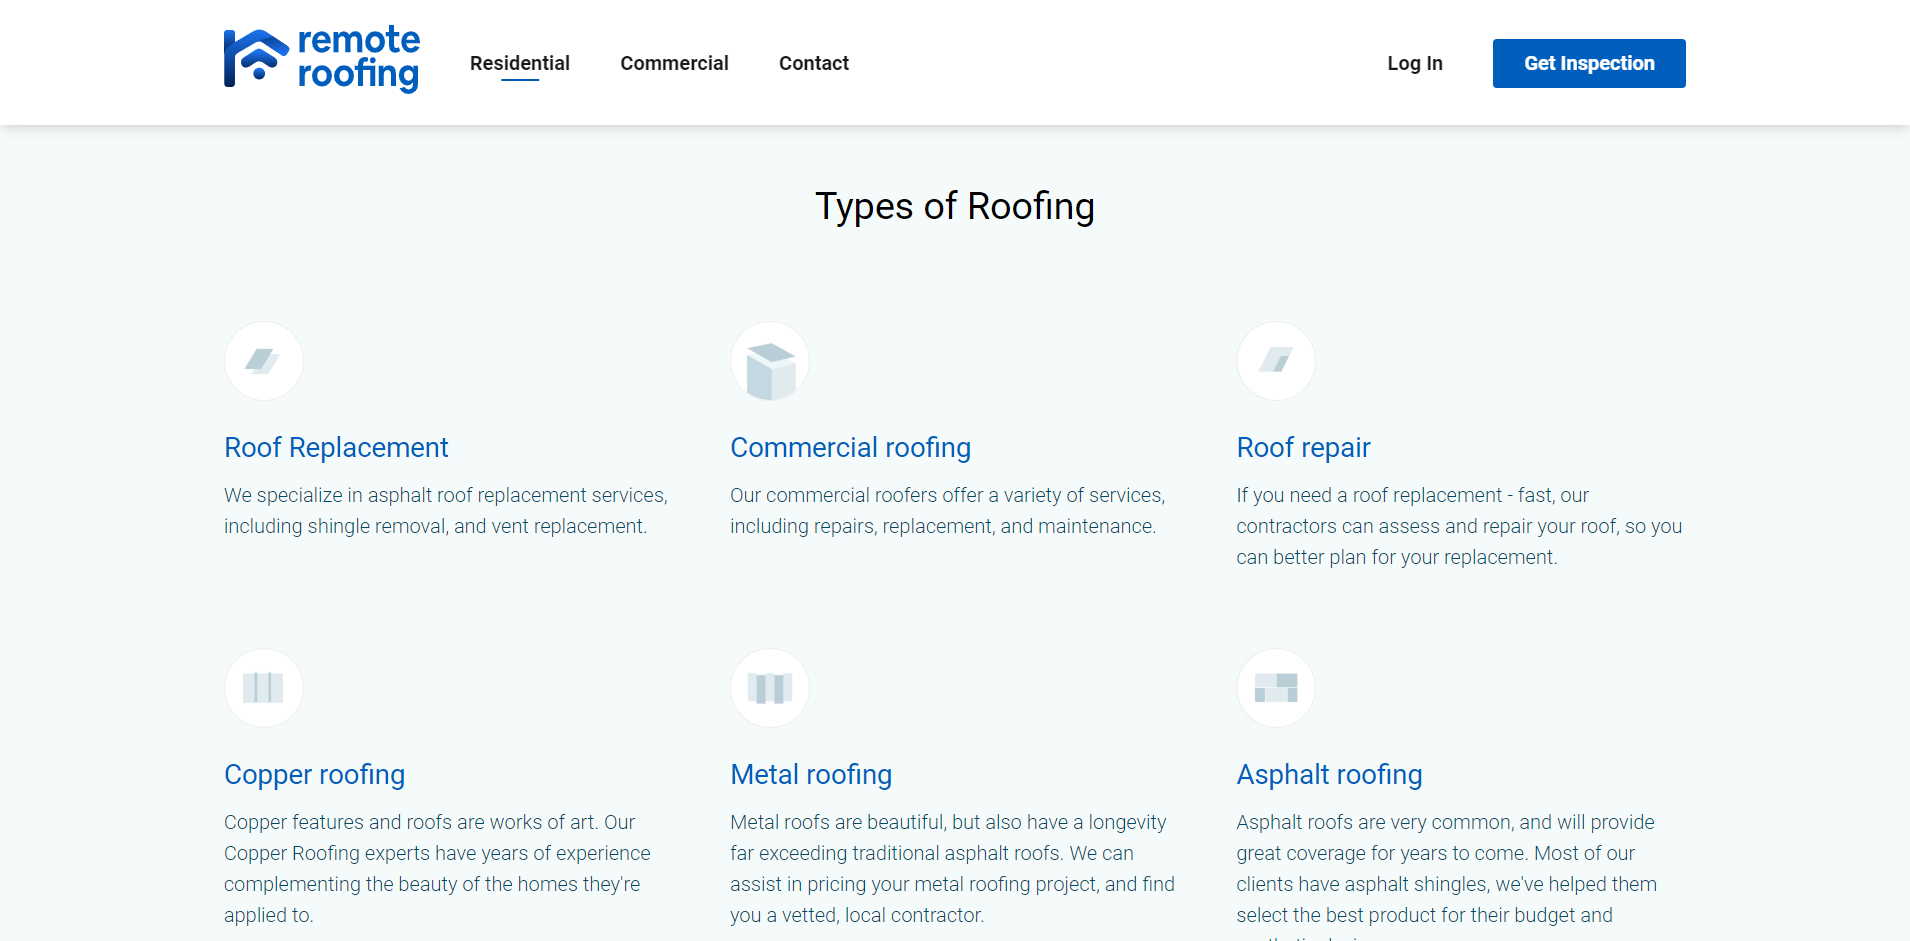 remote
roofing
Residential
Commercial
Contact
Log In
Get Inspection
Types of Roofing
Roof Replacement
We specialize in asphalt roof replacement services,
including shingle removal, and vent replacement.
Commercial roofing
Our commercial roofers offer a variety of services,
including repairs, replacement, and maintenance.
Roof repair
If you need a roof replacement - fast, our
contractors can assess and repair your roof, so you
can better plan for your replacement.
Copper roofing
Copper features and roofs are works of art. Our
Copper Roofing experts have years of experience
complementing the beauty of the homes they're
applied to.
Metal roofing
Metal roofs are beautiful, but also have a longevity
far exceeding traditional asphalt roofs. We can
assist in pricing your metal roofing project, and find
you a vetted, local contractor.
Asphalt roofing
Asphalt roofs are very common, and will provide
great coverage for years to come. Most of our
clients have asphalt shingles, we've helped them
select the best product for their budget and